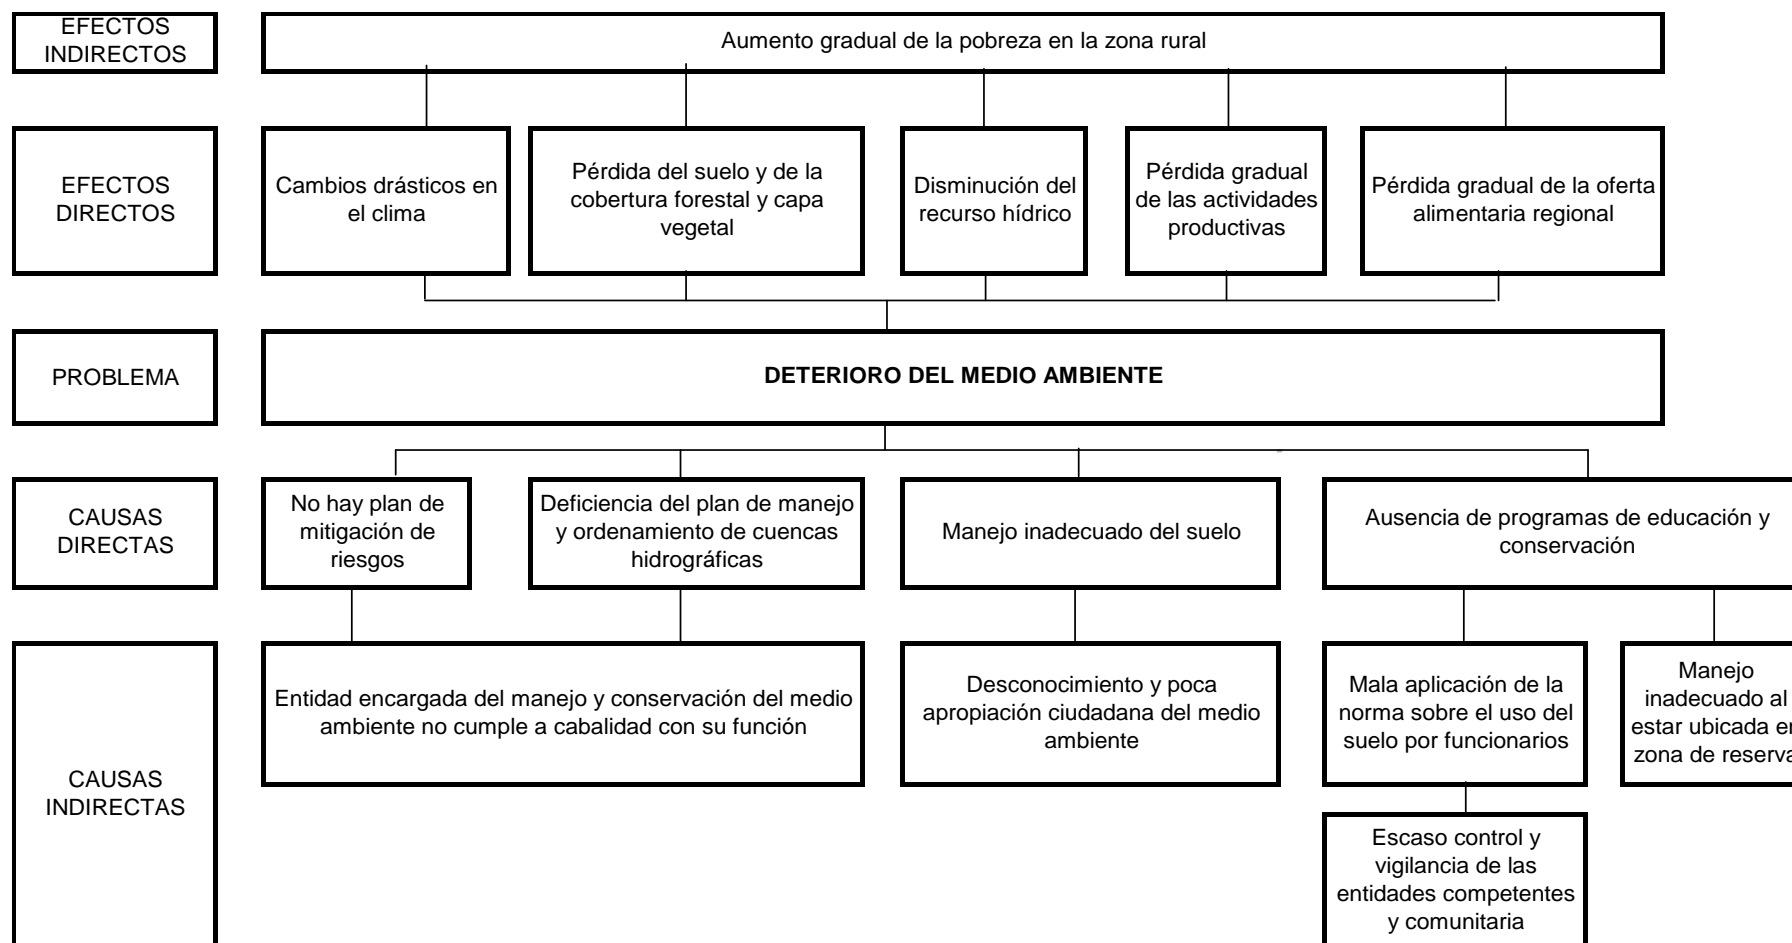 EFECTOS
INDIRECTOS
Aumento gradual de la pobreza en la zona rural
EFECTOS
DIRECTOS
Cambios drásticos en
el clima
Pérdida del suelo y de la
cobertura forestal y capa
vegetal
Disminución del
recurso hídrico
Pérdida gradual
de las actividades
productivas
Pérdida gradual de la oferta
alimentaria regional
PROBLEMA
DETERIORO DEL MEDIO AMBIENTE
CAUSAS
DIRECTAS
No hay plan de
mitigación de
riesgos
Deficiencia del plan de manejo
y ordenamiento de cuencas
hidrográficas
Manejo inadecuado del suelo
Ausencia de programas de educación y
conservación
CAUSAS
INDIRECTAS
Entidad encargada del manejo y conservación del medio
ambiente no cumple a cabalidad con su función
Desconocimiento y poca
apropiación ciudadana del medio
ambiente
Mala aplicación de la
norma sobre el uso del
suelo por funcionarios
Manejo
inadecuado al
estar ubicada en
zona de reserva
Escaso control y
vigilancia de las
entidades competentes
y comunitaria